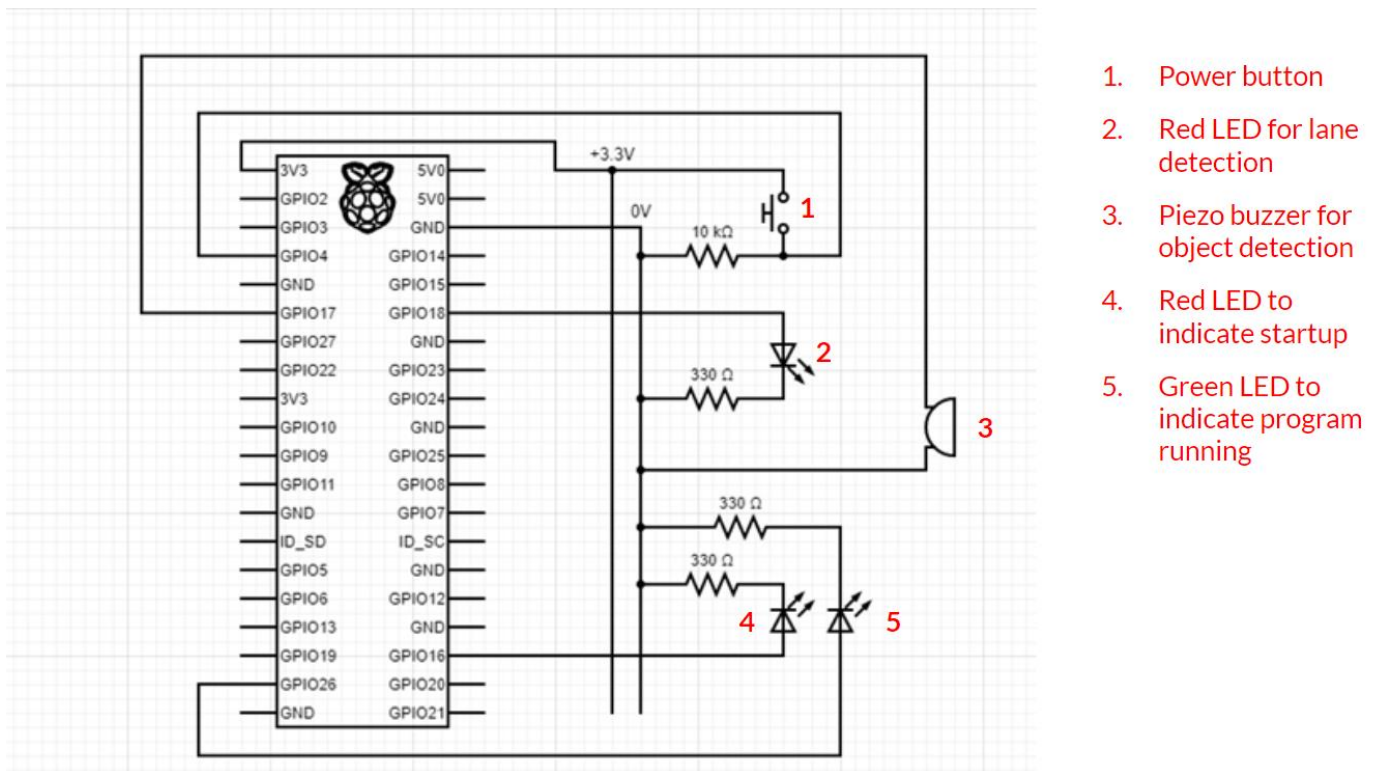 +3.3V
3V3 5V0
GPIO2 5V0
0V
GPIO3 GND
1
10 kΩ
GPIO4 GPIO14
GND GPIO15
GPIO17 GPIO18
GPIO27 GND
2
GPIO22 GPIO23
330 Ω
3V3 GPIO24
GPIO10 GND
3
GPIO9 GPIO25
GPIO11 GPIO8
330 Ω
GND GPIO7
ID_SD ID_SC
330 Ω
GPIO5 GND
GPIO6 GPIO12
4 5
GPIO13 GND
GPIO19 GPIO16
GPIO26 GPIO20
GND GPIO21
1. Power button
2. Red LED for lane
detection
3. Piezo buzzer for
object detection
4. Red LED to
indicate startup
5. Green LED to
indicate program
running